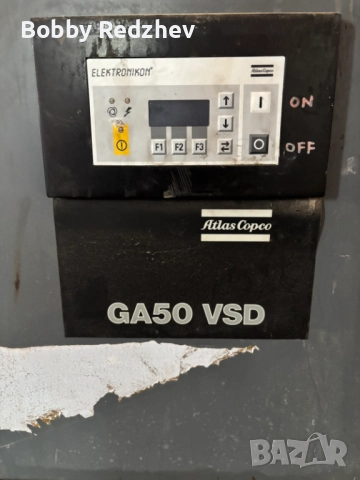 Bobby Redzhev
ELEKTRONIKON®
Atlas Copco
I ON
F1 F2 F3 O OFF
Atlas Copco
GA50 VSD
BAZAR